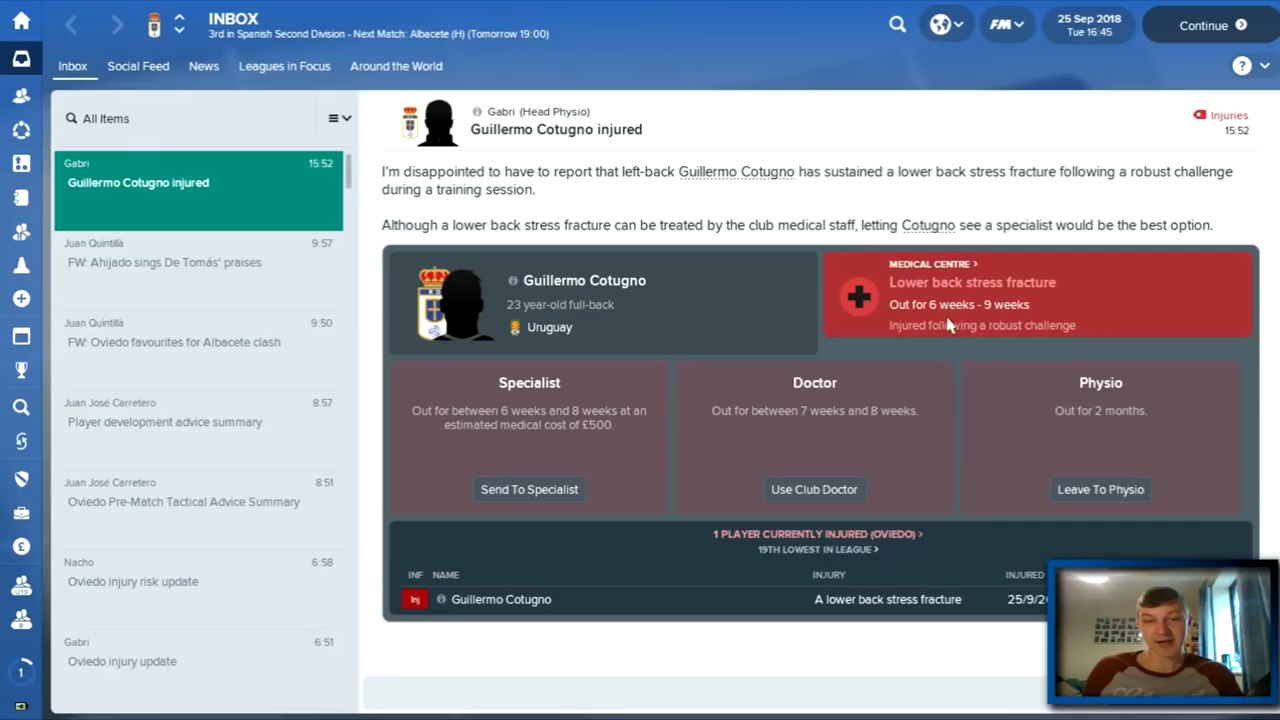 INBOX
3rd in Spanish Second Division - Next Match: Albacete (H) (Tomorrow 19:00)
FM
25 Sep 2018
Tue 16:45
Continue
Inbox
Social Feed
News
Leagues in Focus
Around the World
?
All Items
Gabri
15:52
Guillermo Cotugno injured
Juan Quintilla
9:57
FW: Ahijado sings De Tomás' praises
Juan Quintilla
9:50
FW: Oviedo favourites for Albacete clash
Juan José Carretero
8:57
Player development advice summary
Juan José Carretero
8:51
Oviedo Pre-Match Tactical Advice Summary
Nacho
6:58
Oviedo injury risk update
Gabri
6:51
Oviedo injury update
1
Gabri (Head Physio)
Guillermo Cotugno injured
Injuries
15:52
I'm disappointed to have to report that left-back Guillermo Cotugno has sustained a lower back stress fracture following a robust challenge
during a training session.
Although a lower back stress fracture can be treated by the club medical staff, letting Cotugno see a specialist would be the best option.
Guillermo Cotugno
23 year-old full-back
Uruguay
MEDICAL CENTRE >
Lower back stress fracture
Out for 6 weeks - 9 weeks
Injured following a robust challenge
Specialist
Out for between 6 weeks and 8 weeks at an
estimated medical cost of £500.
Send To Specialist
Doctor
Out for between 7 weeks and 8 weeks.
Use Club Doctor
Physio
Out for 2 months.
Leave To Physio
1 PLAYER CURRENTLY INJURED (OVIEDO) >
19TH LOWEST IN LEAGUE >
INF
NAME
INJURY
INJURED
Inj
Guillermo Cotugno
A lower back stress fracture